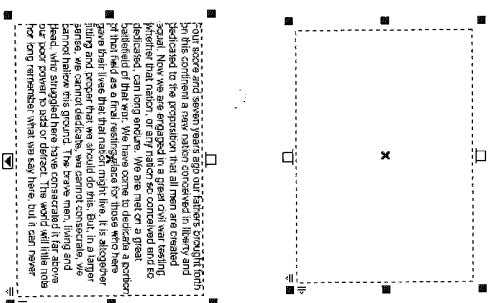 four score and seven years ago our fathers brought forth
on this continent a new nation conceived in liberty and
dedicated to the proposition that all men are created
equal. Now we are engaged in a great civil war testing
whether that nation, or any nation so conceived and so
dedicated, can long endure. We are met on a great
battlefield of that war. We have come to dedicate a portion
of that field as a final resting place for those who here
gave their lives that that nation might live. It is altogether
fitting and proper that we should do this. But, in a larger
sense, we cannot dedicate, we cannot consecrate, we
cannot hallow this ground. The brave men, living and
dead, who struggled here have consecrated it far above
our poor power to add or detract. The world will little note
nor long remember what we say here, but it can never